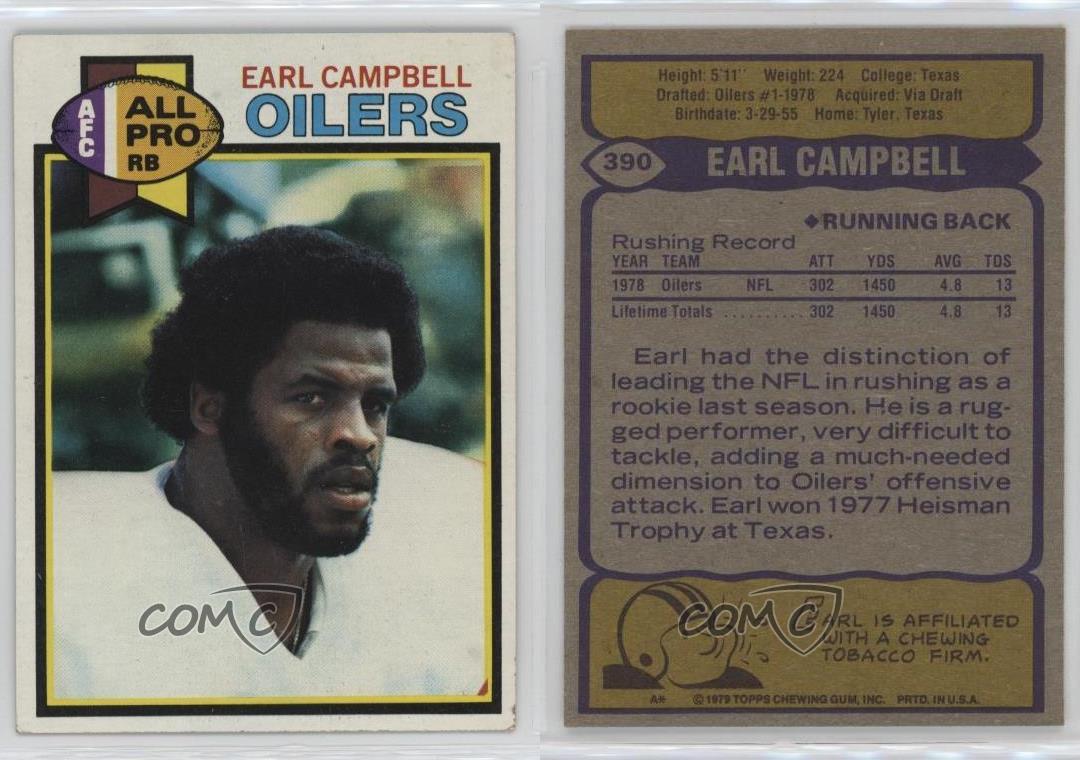 AFC
ALL
PRO
RB
EARL CAMPBELL
OILERS
COMC
Height: 5'11" Weight: 224 College: Texas
Drafted: Oilers #1-1978 Acquired: Via Draft
Birthdate: 3-29-55 Home: Tyler, Texas
390 EARL CAMPBELL
◆RUNNING BACK
Rushing Record
YEAR TEAM ATT YDS AVG TDS
1978 Oilers NFL 302 1450 4.8 13
Lifetime Totals .......... 302 1450 4.8 13
Earl had the distinction of
leading the NFL in rushing as a
rookie last season. He is a rug-
ged performer, very difficult to
tackle, adding a much-needed
dimension to Oilers' offensive
attack. Earl won 1977 Heisman
Trophy at Texas.
COMC
EARL IS AFFILIATED
WITH A CHEWING
TOBACCO FIRM.
A* © 1979 TOPPS CHEWING GUM, INC. PRTD. IN U.S.A.